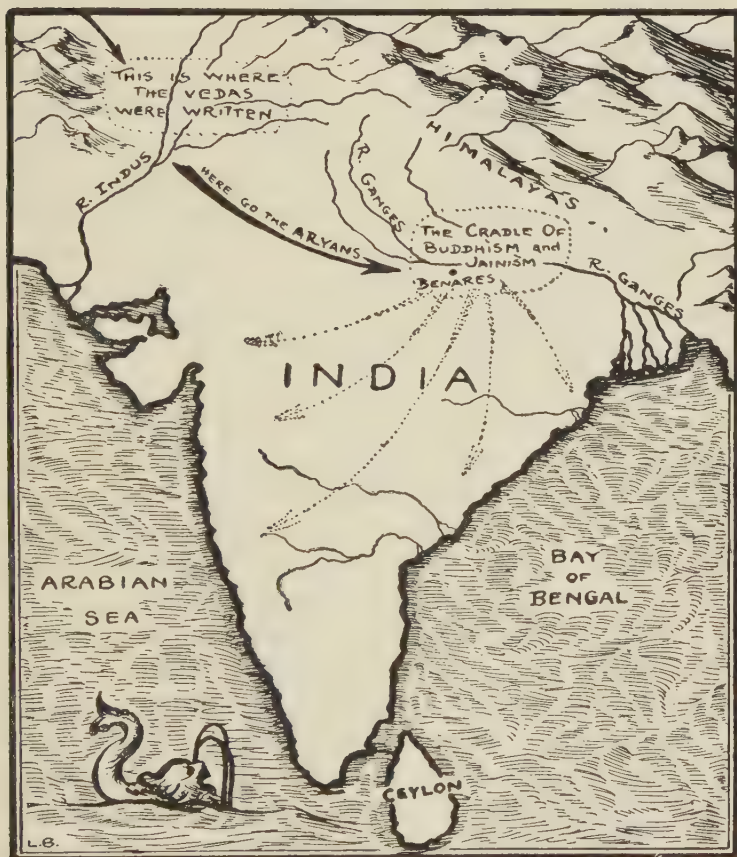 THIS IS WHERE
THE VEDAS
WERE WRITTEN
R. INDUS
HERE GO THE ARYANS
R. GANGES
HIMALAYAS
THE CRADLE OF
BUDDHISM and
JAINISM
BENARES
R. GANGES
INDIA
ARABIAN
SEA
BAY
OF
BENGAL
CEYLON
L.B.